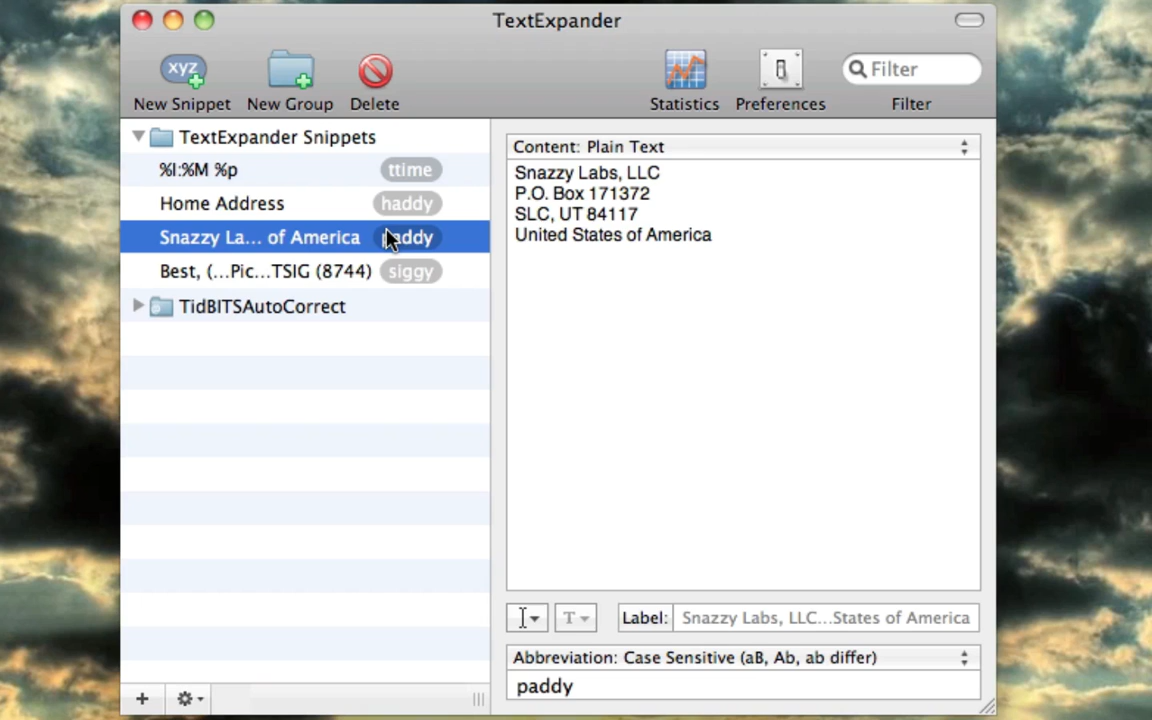 TextExpander
xyz
New Snippet
New Group
Delete
Statistics
Preferences
Filter
Filter
TextExpander Snippets
%I:%M %p
ttime
Home Address
haddy
Snazzy La... of America
paddy
Best, (...Pic...TSIG (8744)
siggy
TidBITSAutoCorrect
Content: Plain Text
Snazzy Labs, LLC
P.O. Box 171372
SLC, UT 84117
United States of America
T
Label:
Snazzy Labs, LLC...States of America
Abbreviation: Case Sensitive (aB, Ab, ab differ)
paddy